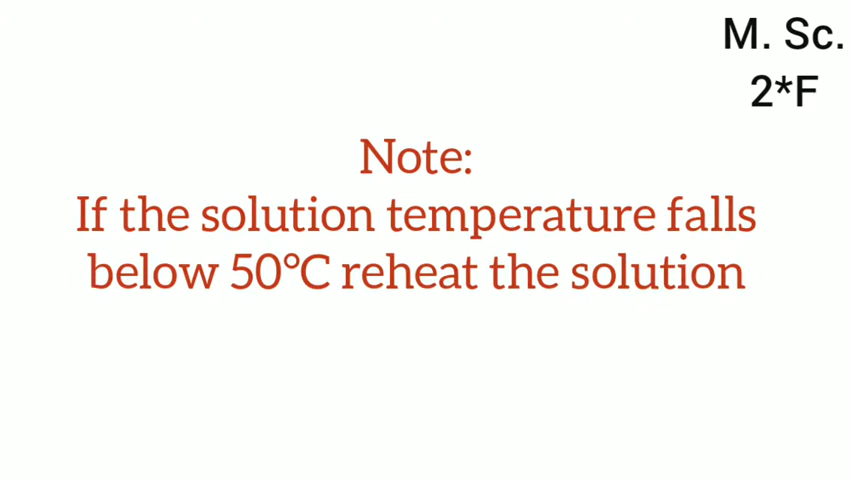 M. Sc.
2*F
Note:
If the solution temperature falls
below 50°C reheat the solution